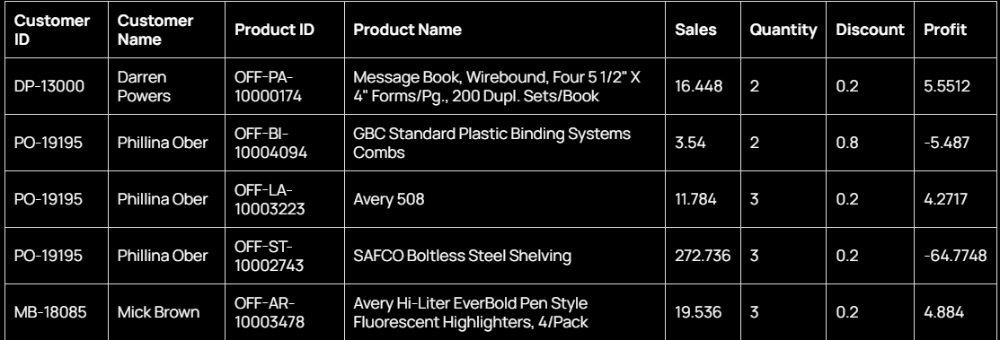 Customer ID Customer Name Product ID Product Name Sales Quantity Discount Profit
DP-13000 Darren Powers OFF-PA-10000174 Message Book, Wirebound, Four 5 1/2" X 4" Forms/Pg., 200 Dupl. Sets/Book 16.448 2 0.2 5.5512
PO-19195 Phillina Ober OFF-BI-10004094 GBC Standard Plastic Binding Systems Combs 3.54 2 0.8 -5.487
PO-19195 Phillina Ober OFF-LA-10003223 Avery 508 11.784 3 0.2 4.2717
PO-19195 Phillina Ober OFF-ST-10002743 SAFCO Boltless Steel Shelving 272.736 3 0.2 -64.7748
MB-18085 Mick Brown OFF-AR-10003478 Avery Hi-Liter EverBold Pen Style Fluorescent Highlighters, 4/Pack 19.536 3 0.2 4.884